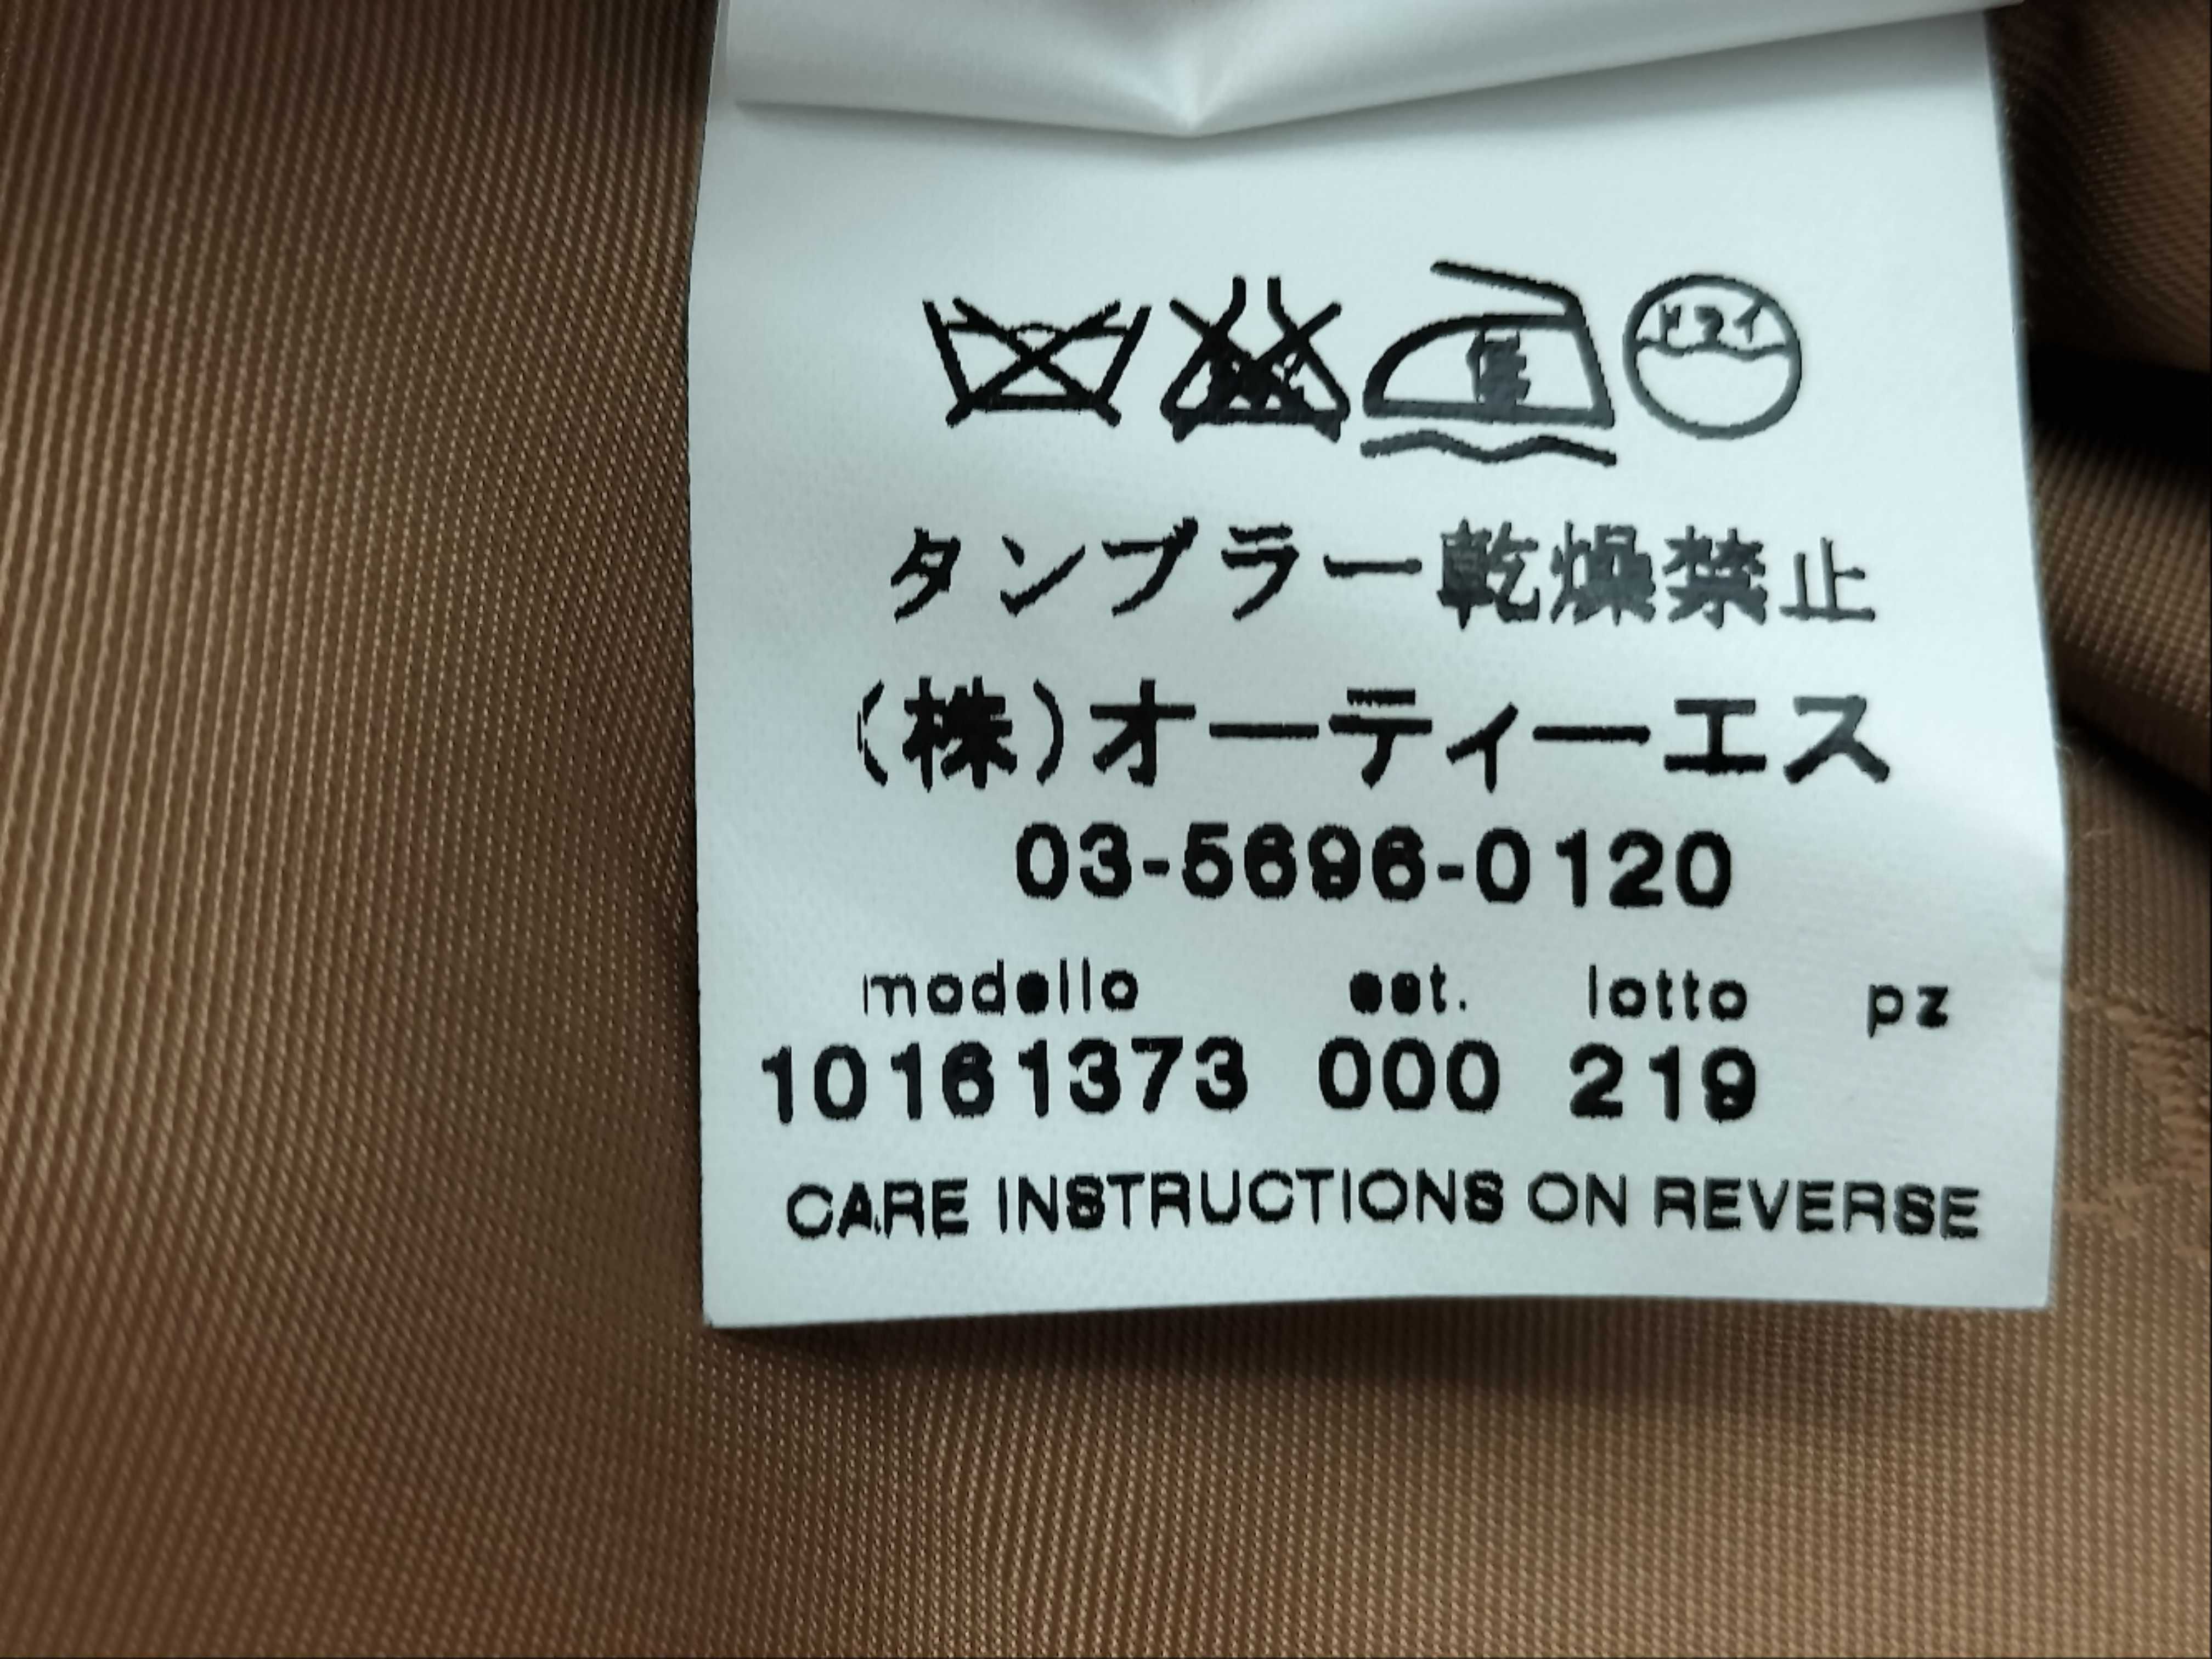 低 ドライ
タンブラー乾燥禁止
(株)オーティーエス
03-5696-0120
modello est. lotto pz
10161373 000 219
CARE INSTRUCTIONS ON REVERSE